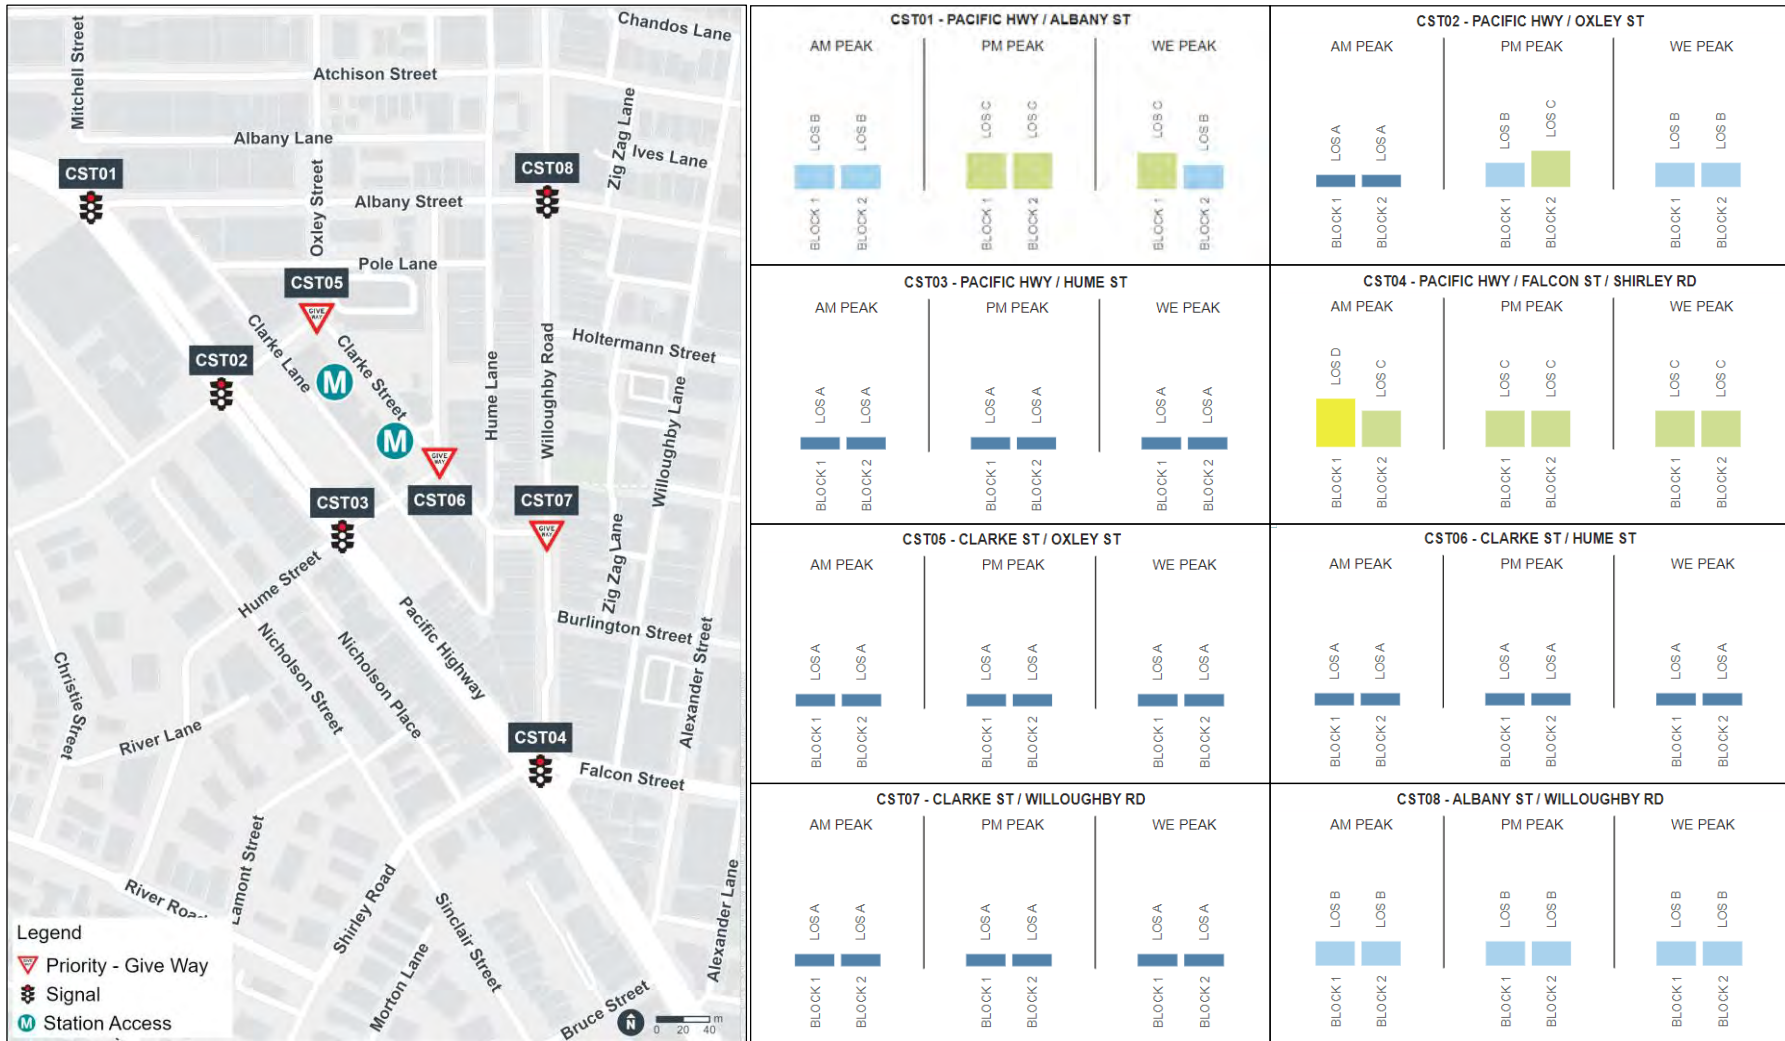 Chandos Lane
Mitchell Street
Atchison Street
Albany Lane
Zig Zag Lane
Ives Lane
CST01
CST08
Oxley Street
Albany Street
Pole Lane
CST05
GIVE WAY
Clarke Lane
Clarke Street
CST02
M
Hume Lane
Willoughby Road
Holtermann Street
Willoughby Lane
M
GIVE WAY
CST03
CST06
CST07
GIVE WAY
Zig Zag Lane
Hume Street
Pacific Highway
Burlington Street
Nicholson Street
Nicholson Place
Christie Street
River Lane
Alexander Street
CST04
Falcon Street
Lamont Street
River Road
Shirley Road
Sinclair Street
Morton Lane
Alexander Lane
Bruce Street
Legend
Priority - Give Way
Signal
M Station Access
N
m
0 20 40
CST01 - PACIFIC HWY / ALBANY ST
AM PEAK PM PEAK WE PEAK
LOS B LOS B LOS C LOS C LOS C LOS B
BLOCK 1 BLOCK 2 BLOCK 1 BLOCK 2 BLOCK 1 BLOCK 2
CST02 - PACIFIC HWY / OXLEY ST
AM PEAK PM PEAK WE PEAK
LOS A LOS A LOS B LOS C LOS B LOS B
BLOCK 1 BLOCK 2 BLOCK 1 BLOCK 2 BLOCK 1 BLOCK 2
CST03 - PACIFIC HWY / HUME ST
AM PEAK PM PEAK WE PEAK
LOS A LOS A LOS A LOS A LOS A LOS A
BLOCK 1 BLOCK 2 BLOCK 1 BLOCK 2 BLOCK 1 BLOCK 2
CST04 - PACIFIC HWY / FALCON ST / SHIRLEY RD
AM PEAK PM PEAK WE PEAK
LOS D LOS C LOS C LOS C LOS C LOS C
BLOCK 1 BLOCK 2 BLOCK 1 BLOCK 2 BLOCK 1 BLOCK 2
CST05 - CLARKE ST / OXLEY ST
AM PEAK PM PEAK WE PEAK
LOS A LOS A LOS A LOS A LOS A LOS A
BLOCK 1 BLOCK 2 BLOCK 1 BLOCK 2 BLOCK 1 BLOCK 2
CST06 - CLARKE ST / HUME ST
AM PEAK PM PEAK WE PEAK
LOS A LOS A LOS A LOS A LOS A LOS A
BLOCK 1 BLOCK 2 BLOCK 1 BLOCK 2 BLOCK 1 BLOCK 2
CST07 - CLARKE ST / WILLOUGHBY RD
AM PEAK PM PEAK WE PEAK
LOS A LOS A LOS A LOS A LOS A LOS A
BLOCK 1 BLOCK 2 BLOCK 1 BLOCK 2 BLOCK 1 BLOCK 2
CST08 - ALBANY ST / WILLOUGHBY RD
AM PEAK PM PEAK WE PEAK
LOS B LOS B LOS B LOS B LOS B LOS B
BLOCK 1 BLOCK 2 BLOCK 1 BLOCK 2 BLOCK 1 BLOCK 2